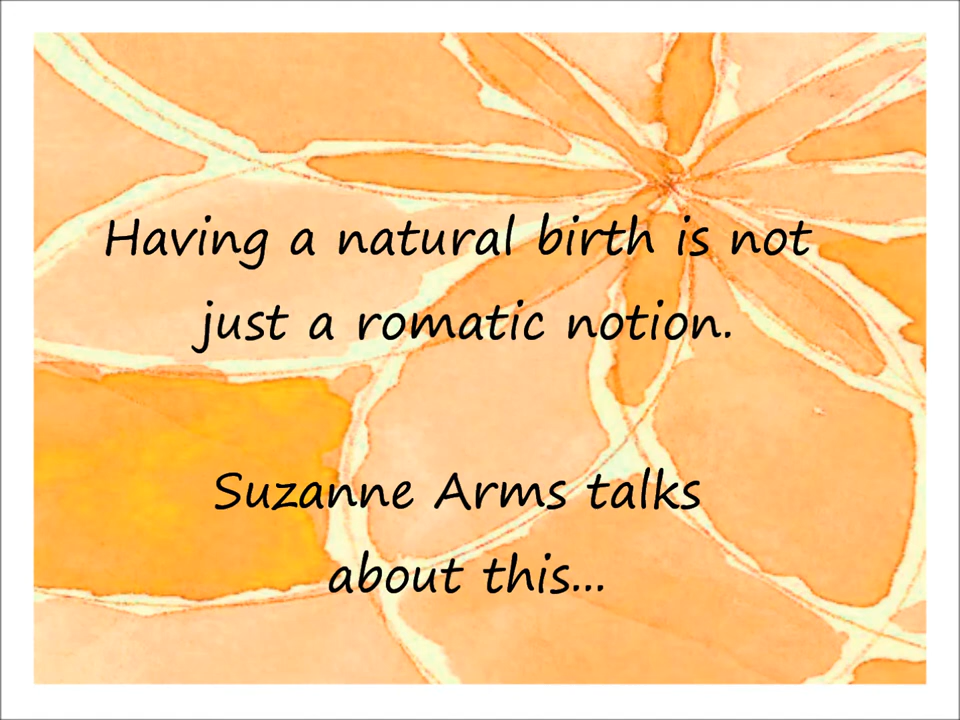 Having a natural birth is not
just a romatic notion.
Suzanne Arms talks
about this...